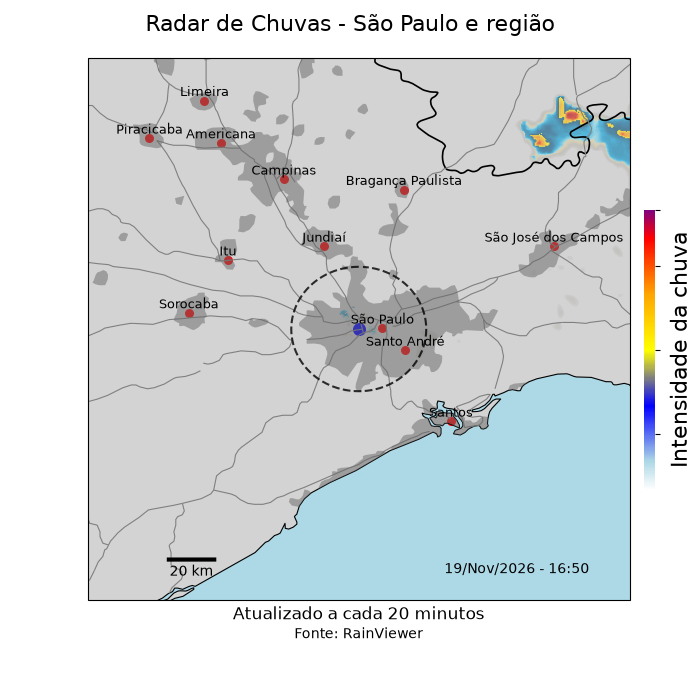 Radar de Chuvas - São Paulo e região
Limeira
Piracicaba
Americana
Campinas
Bragança Paulista
Jundiaí
São José dos Campos
Itu
Sorocaba
São Paulo
Santo André
Santos
Intensidade da chuva
20 km
19/Nov/2026 - 16:50
Atualizado a cada 20 minutos
Fonte: RainViewer